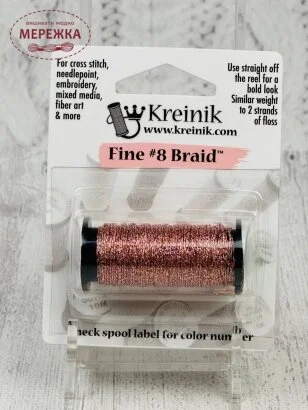 вишивати модно
МЕРЕЖКА
For cross stitch,
needlepoint,
embroidery,
mixed media,
fiber art
& more
Use straight off
the reel for a
bold look
Similar weight
to 2 strands
of floss
Kreinik
www.kreinik.com
Fine #8 Braid™
heck spool label for color number